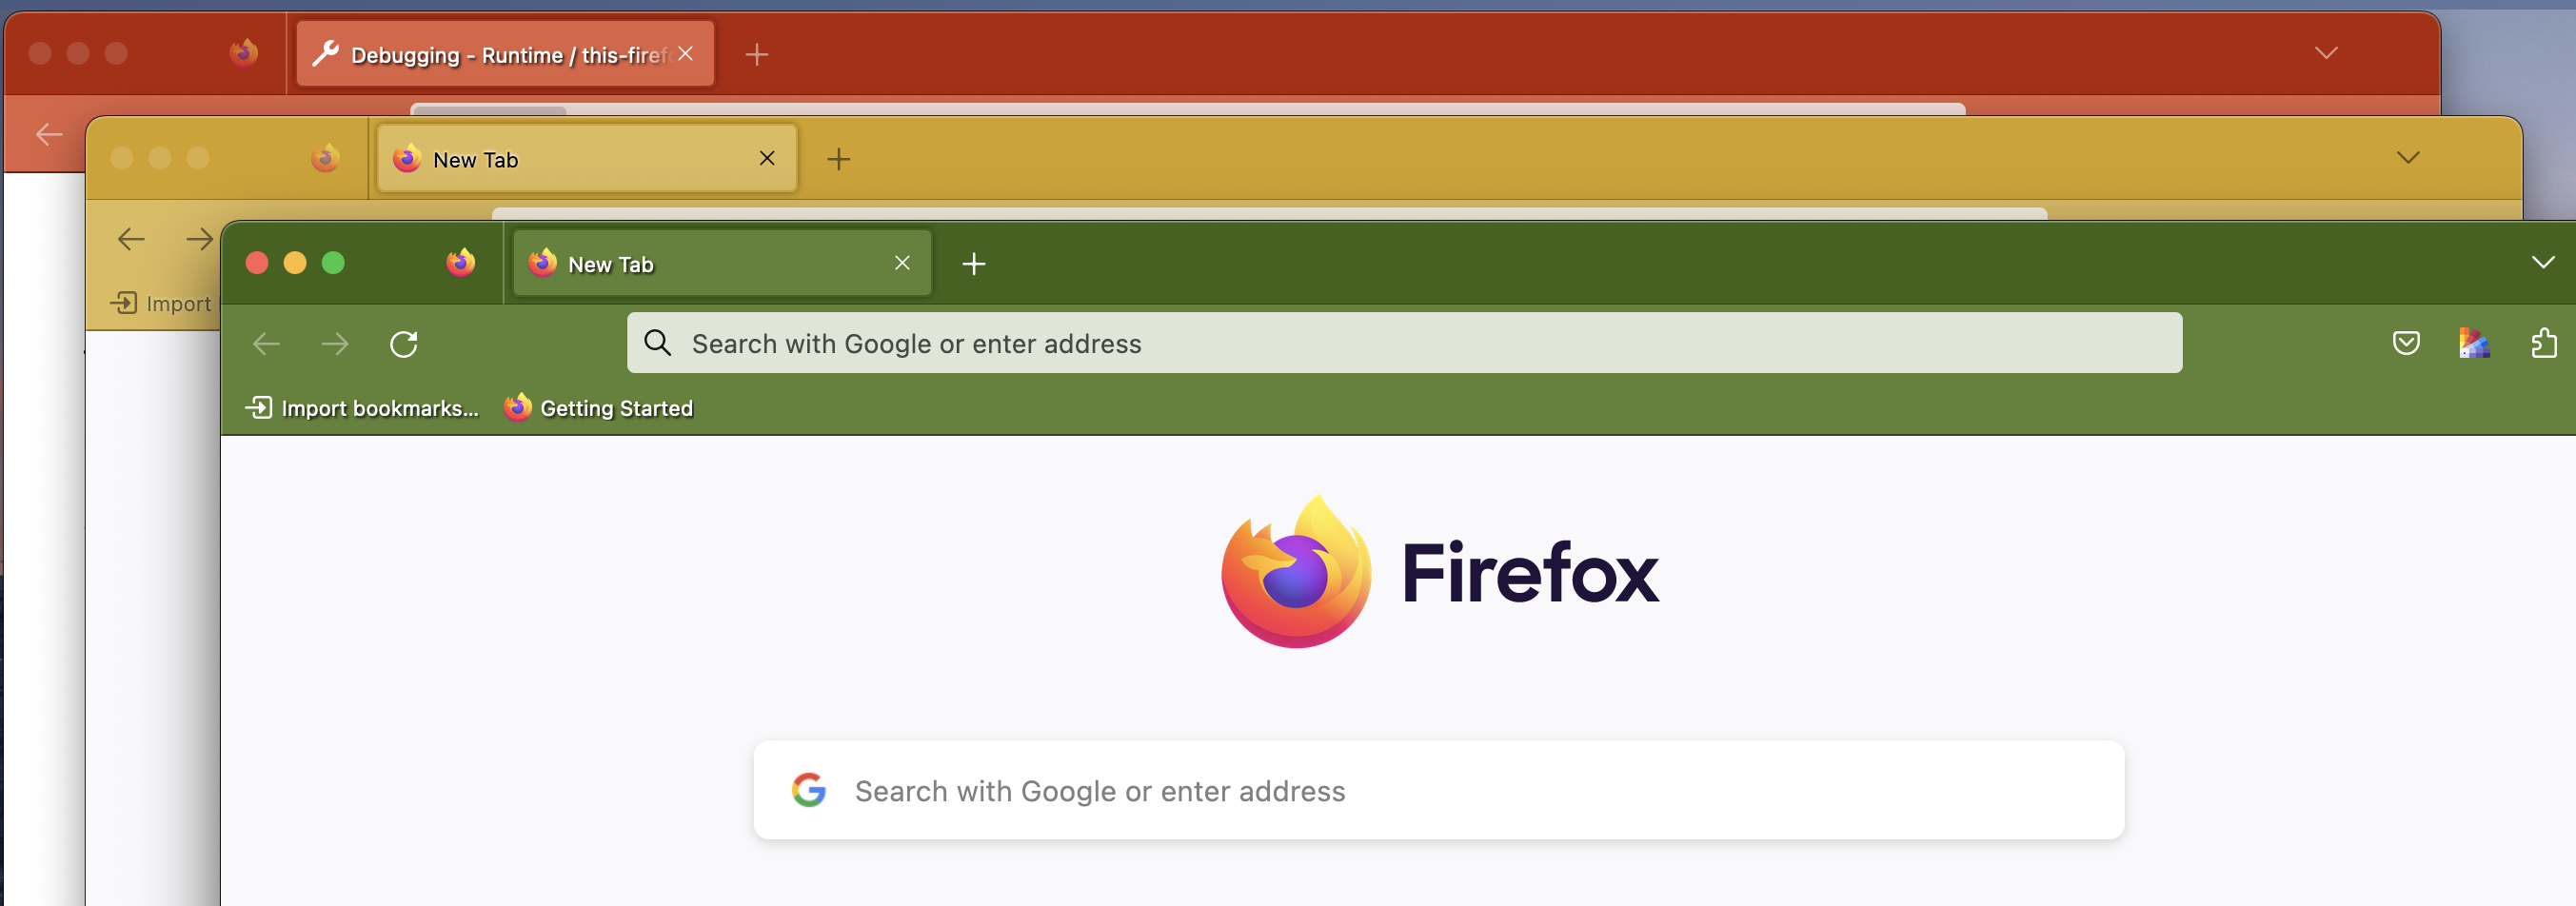 Debugging - Runtime / this-firef
New Tab
Import
New Tab
Search with Google or enter address
Import bookmarks... Getting Started
Firefox
Search with Google or enter address